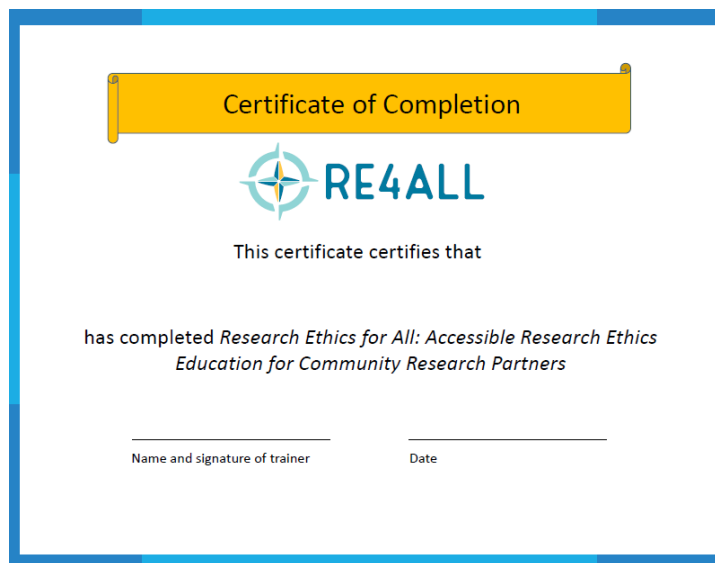 Certificate of Completion
RE4ALL
This certificate certifies that
has completed Research Ethics for All: Accessible Research Ethics
Education for Community Research Partners
Name and signature of trainer
Date